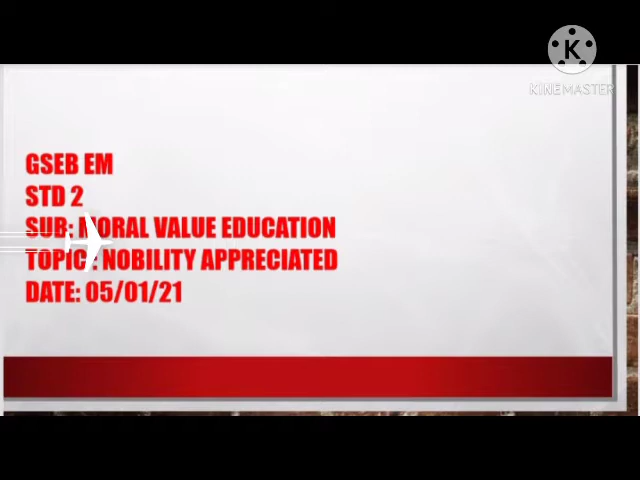 K
KINEMASTER
GSEB EM
STD 2
SUB: MORAL VALUE EDUCATION
TOPIC: NOBILITY APPRECIATED
DATE: 05/01/21